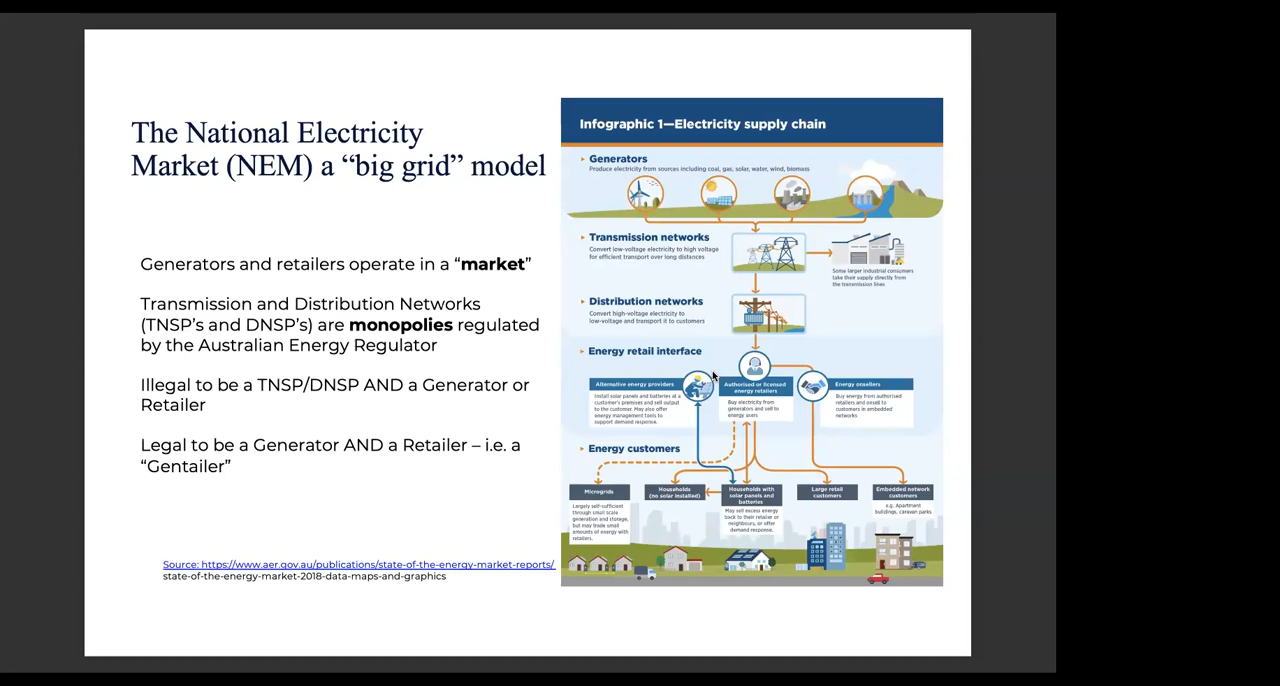 The National Electricity
Market (NEM) a “big grid” model
Generators and retailers operate in a “market”
Transmission and Distribution Networks
(TNSP’s and DNSP’s) are monopolies regulated
by the Australian Energy Regulator
Illegal to be a TNSP/DNSP AND a Generator or
Retailer
Legal to be a Generator AND a Retailer – i.e. a
“Gentailer”
Source: https://www.aer.gov.au/publications/state-of-the-energy-market-reports/
state-of-the-energy-market-2018-data-maps-and-graphics
Infographic 1—Electricity supply chain
Generators
Produce electricity from sources including coal, gas, solar, water, wind, biomass
Transmission networks
Convert low-voltage electricity to high voltage
for efficient transport over long distances
Some larger industrial consumers
take their supply directly from
the transmission lines
Distribution networks
Convert high-voltage electricity to
low-voltage and transport it to customers
Energy retail interface
Alternative energy providers
Install solar panels and batteries at a
customer’s premises and sell output
to the customer. May also offer
energy management tools to
support demand response.
Authorised or licensed
energy retailers
Buy electricity from
generators and sell to
energy users
Energy onsellers
Buy energy from authorised
retailers and onsell to
customers in embedded
networks
Energy customers
Microgrids
Largely self-sufficient
through small scale
generation and storage,
but may trade small
amounts of energy with
retailers.
Households
(no solar installed)
Households with
solar panels and
batteries
May sell excess energy
back to their retailer or
neighbours, or offer
demand response.
Large retail
customers
Embedded network
customers
e.g. Apartment
buildings, caravan parks